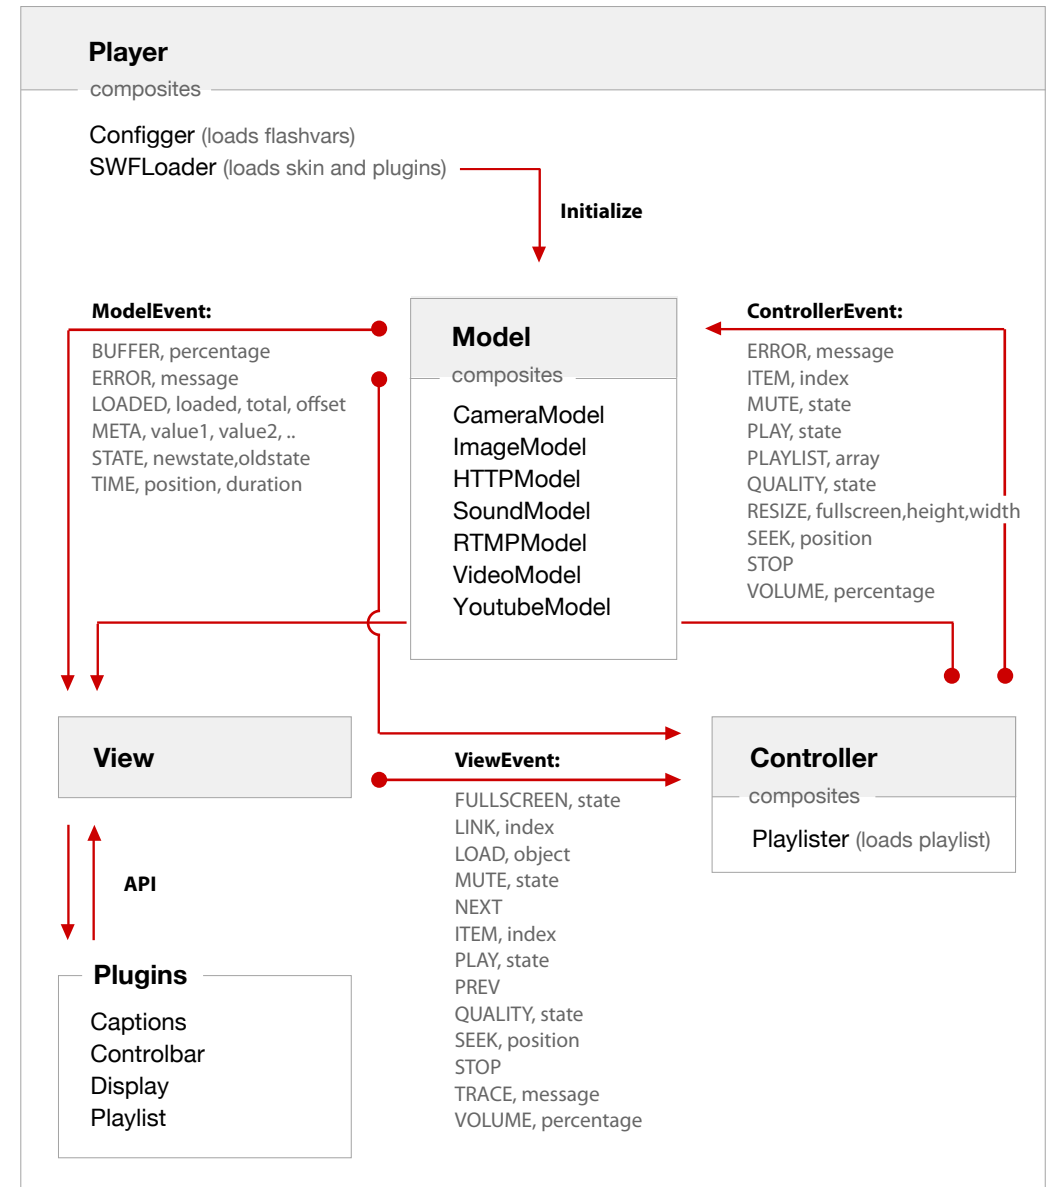 Player
composites
Configger (loads flashvars)
SWFLoader (loads skin and plugins)
Initialize
ModelEvent:
BUFFER, percentage
ERROR, message
LOADED, loaded, total, offset
META, value1, value2, ..
STATE, newstate,oldstate
TIME, position, duration
Model
composites
CameraModel
ImageModel
HTTPModel
SoundModel
RTMPModel
VideoModel
YoutubeModel
ControllerEvent:
ERROR, message
ITEM, index
MUTE, state
PLAY, state
PLAYLIST, array
QUALITY, state
RESIZE, fullscreen,height,width
SEEK, position
STOP
VOLUME, percentage
View
ViewEvent:
FULLSCREEN, state
LINK, index
LOAD, object
MUTE, state
NEXT
ITEM, index
PLAY, state
PREV
QUALITY, state
SEEK, position
STOP
TRACE, message
VOLUME, percentage
Controller
composites
Playlister (loads playlist)
API
Plugins
Captions
Controlbar
Display
Playlist